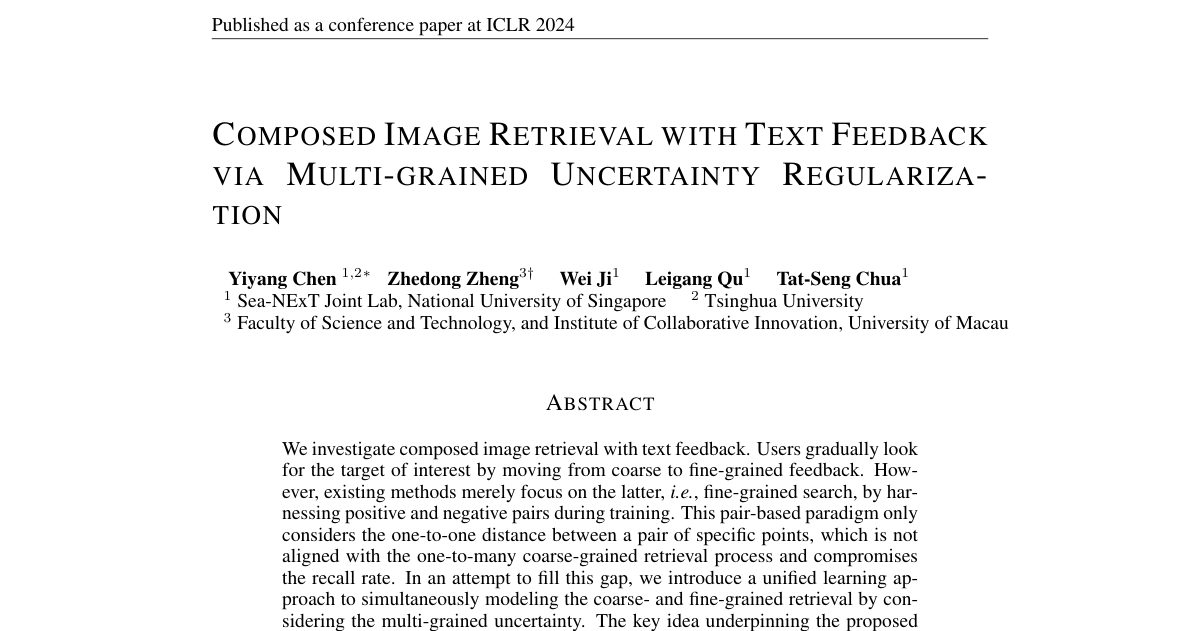 Published as a conference paper at ICLR 2024
COMPOSED IMAGE RETRIEVAL WITH TEXT FEEDBACK
VIA MULTI-GRAINED UNCERTAINTY REGULARIZA-
TION
Yiyang Chen 1,2* Zhedong Zheng3† Wei Ji1 Leigang Qu1 Tat-Seng Chua1
1 Sea-NExT Joint Lab, National University of Singapore 2 Tsinghua University
3 Faculty of Science and Technology, and Institute of Collaborative Innovation, University of Macau
ABSTRACT
We investigate composed image retrieval with text feedback. Users gradually look
for the target of interest by moving from coarse to fine-grained feedback. How-
ever, existing methods merely focus on the latter, i.e., fine-grained search, by har-
nessing positive and negative pairs during training. This pair-based paradigm only
considers the one-to-one distance between a pair of specific points, which is not
aligned with the one-to-many coarse-grained retrieval process and compromises
the recall rate. In an attempt to fill this gap, we introduce a unified learning ap-
proach to simultaneously modeling the coarse- and fine-grained retrieval by con-
sidering the multi-grained uncertainty. The key idea underpinning the proposed